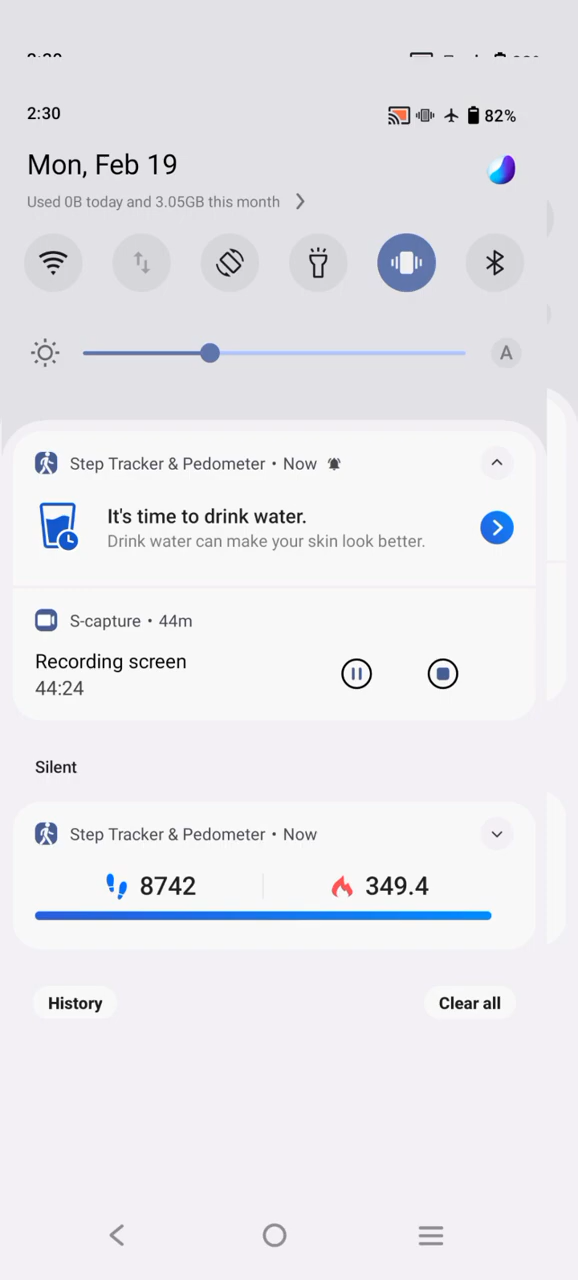 2:30
82%
Mon, Feb 19
Used 0B today and 3.05GB this month
A
Step Tracker & Pedometer • Now
It's time to drink water.
Drink water can make your skin look better.
S-capture • 44m
Recording screen
44:24
Silent
Step Tracker & Pedometer • Now
8742
349.4
History
Clear all